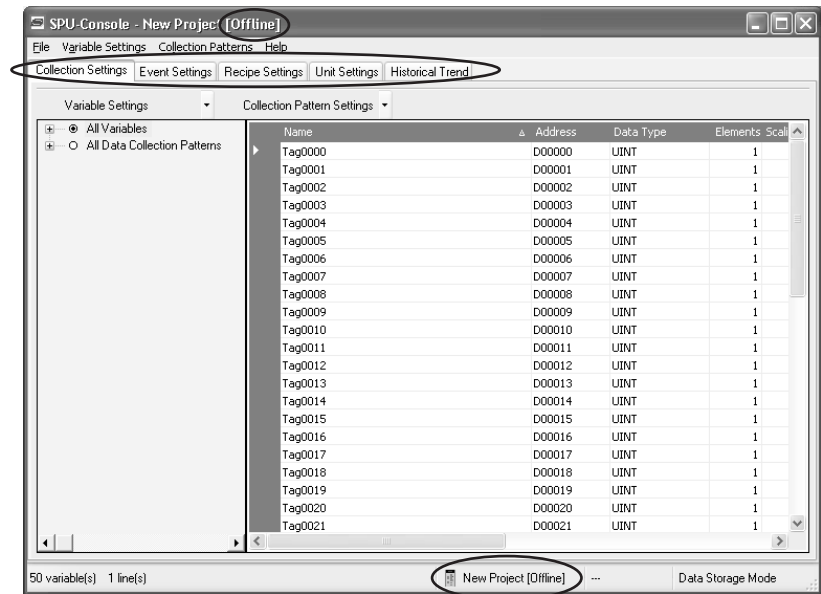 SPU-Console - New Project [Offline]
File Variable Settings Collection Patterns Help
Collection Settings Event Settings Recipe Settings Unit Settings Historical Trend
Variable Settings Collection Pattern Settings
All Variables
All Data Collection Patterns
Name Address Data Type Elements Scali
Tag0000 D00000 UINT 1
Tag0001 D00001 UINT 1
Tag0002 D00002 UINT 1
Tag0003 D00003 UINT 1
Tag0004 D00004 UINT 1
Tag0005 D00005 UINT 1
Tag0006 D00006 UINT 1
Tag0007 D00007 UINT 1
Tag0008 D00008 UINT 1
Tag0009 D00009 UINT 1
Tag0010 D00010 UINT 1
Tag0011 D00011 UINT 1
Tag0012 D00012 UINT 1
Tag0013 D00013 UINT 1
Tag0014 D00014 UINT 1
Tag0015 D00015 UINT 1
Tag0016 D00016 UINT 1
Tag0017 D00017 UINT 1
Tag0018 D00018 UINT 1
Tag0019 D00019 UINT 1
Tag0020 D00020 UINT 1
Tag0021 D00021 UINT 1
50 variable(s) 1 line(s) New Project [Offline] --- Data Storage Mode